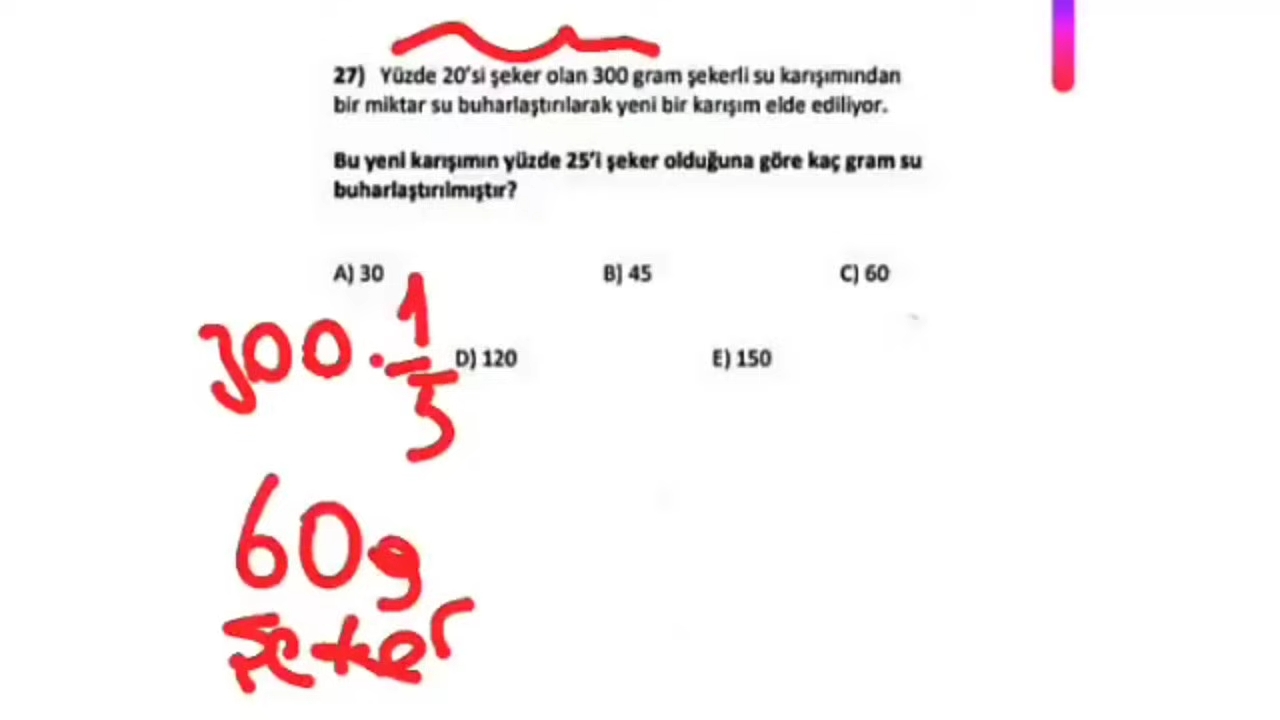 27) Yüzde 20'si şeker olan 300 gram şekerli su karışımından
bir miktar su buharlaştırılarak yeni bir karışım elde ediliyor.
Bu yeni karışımın yüzde 25'i şeker olduğuna göre kaç gram su
buharlaştırılmıştır?
A) 30 B) 45 C) 60
D) 120 E) 150
300 . 1/5
60g
şeker